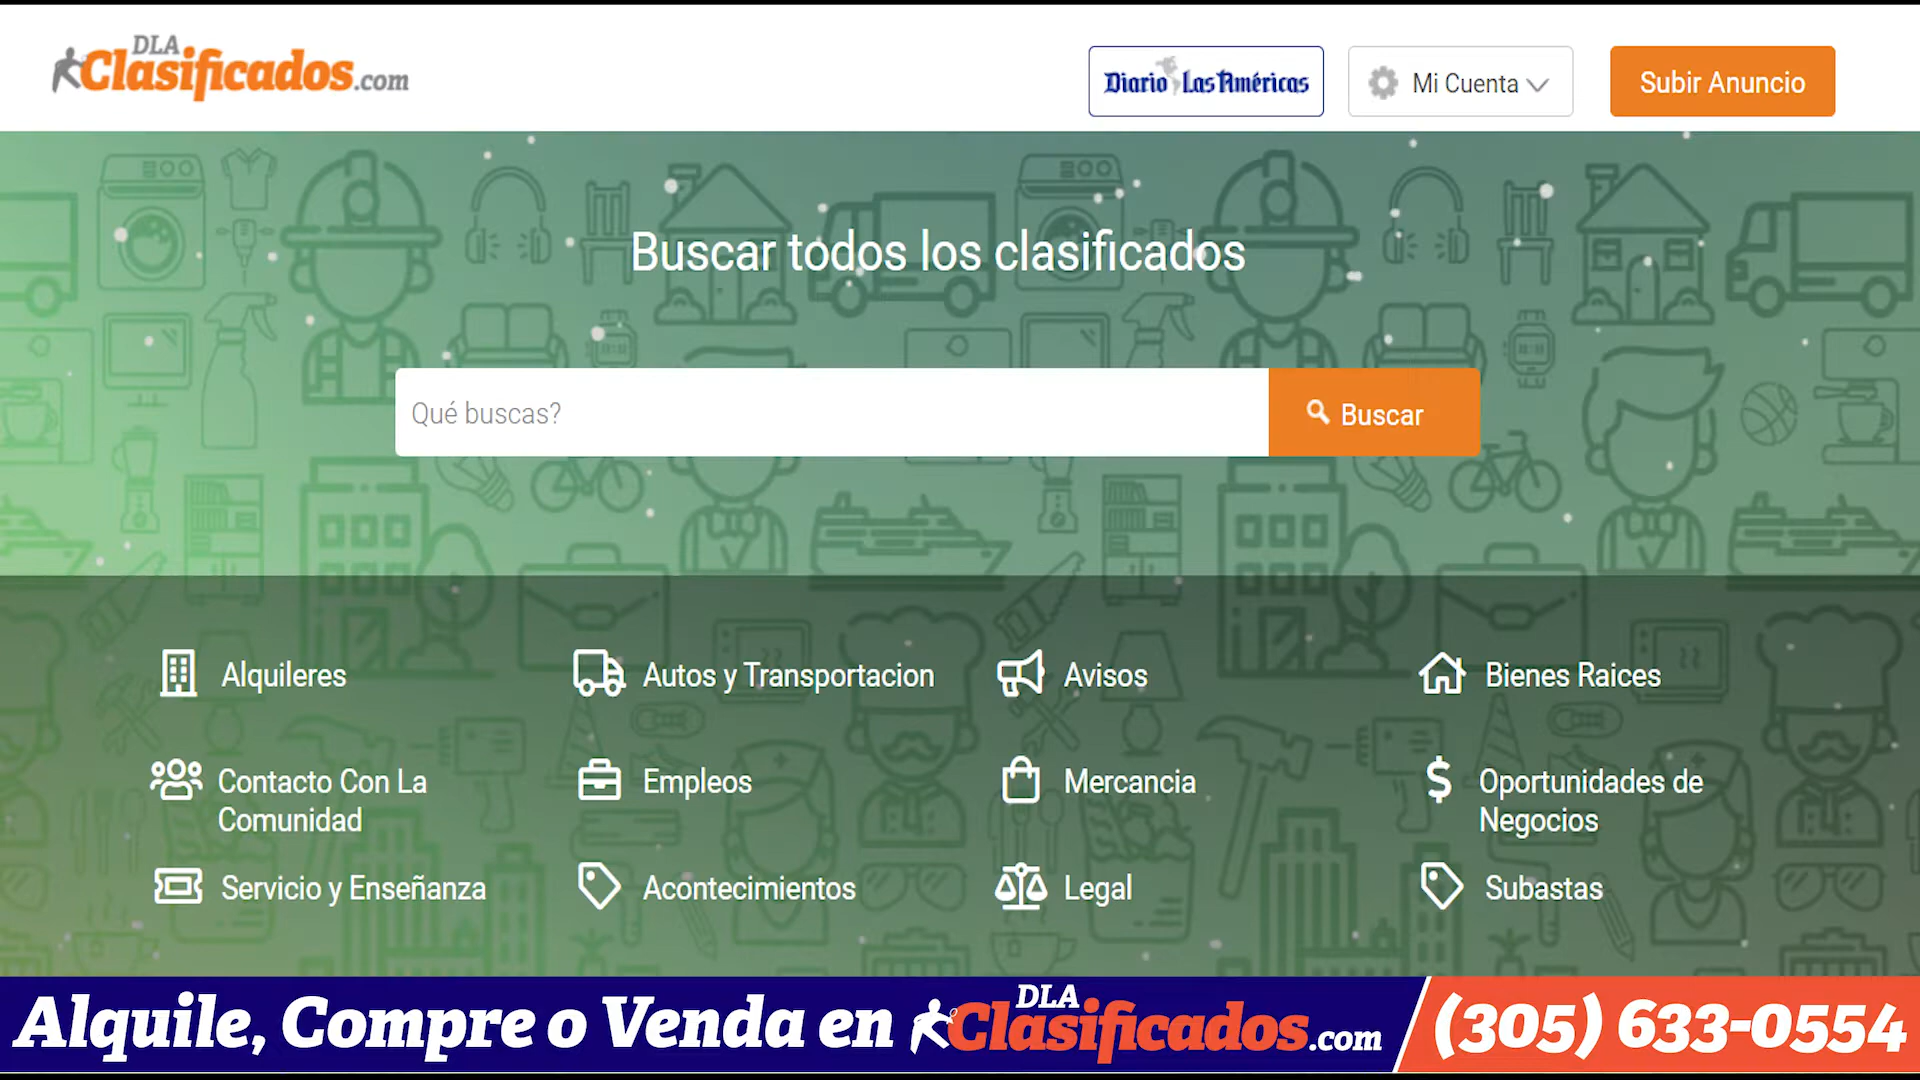 DLA
Clasificados.com
Diario Las Américas
Mi Cuenta
Subir Anuncio
Buscar todos los clasificados
Qué buscas?
Buscar
Alquileres
Autos y Transportacion
Avisos
Bienes Raices
Contacto Con La
Comunidad
Empleos
Mercancia
Oportunidades de
Negocios
Servicio y Enseñanza
Acontecimientos
Legal
Subastas
Alquile, Compre o Venda en DLA Clasificados.com
(305) 633-0554